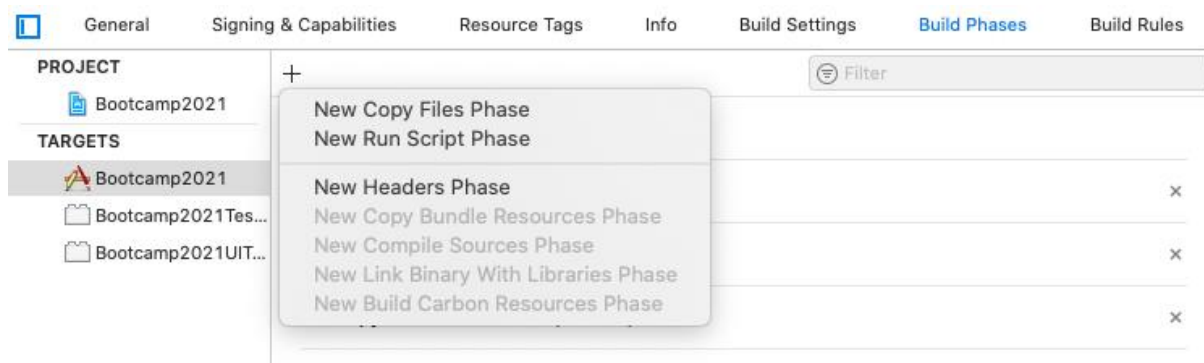 General Signing & Capabilities Resource Tags Info Build Settings Build Phases Build Rules
PROJECT
Filter
Bootcamp2021
TARGETS
Bootcamp2021
Bootcamp2021Tes...
Bootcamp2021UIT...
New Copy Files Phase
New Run Script Phase
New Headers Phase
New Copy Bundle Resources Phase
New Compile Sources Phase
New Link Binary With Libraries Phase
New Build Carbon Resources Phase